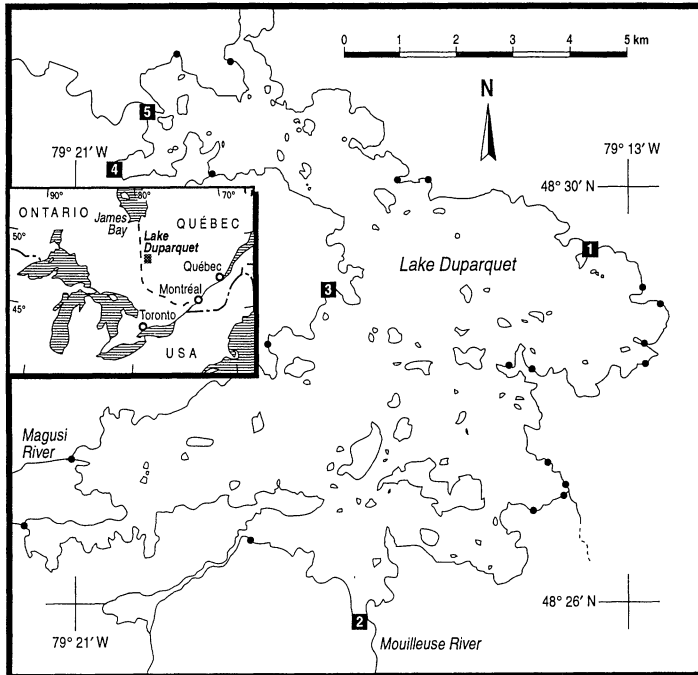 0 1 2 3 4 5 km
N
5
79° 21′ W
79° 13′ W
4
48° 30′ N
90° 80° 70°
ONTARIO
James
Bay
QUÉBEC
50°
Lake
Duparquet
Québec
45°
Montréal
Toronto
USA
1
Lake Duparquet
3
Magusi
River
48° 26′ N
79° 21′ W
2
Mouilleuse River